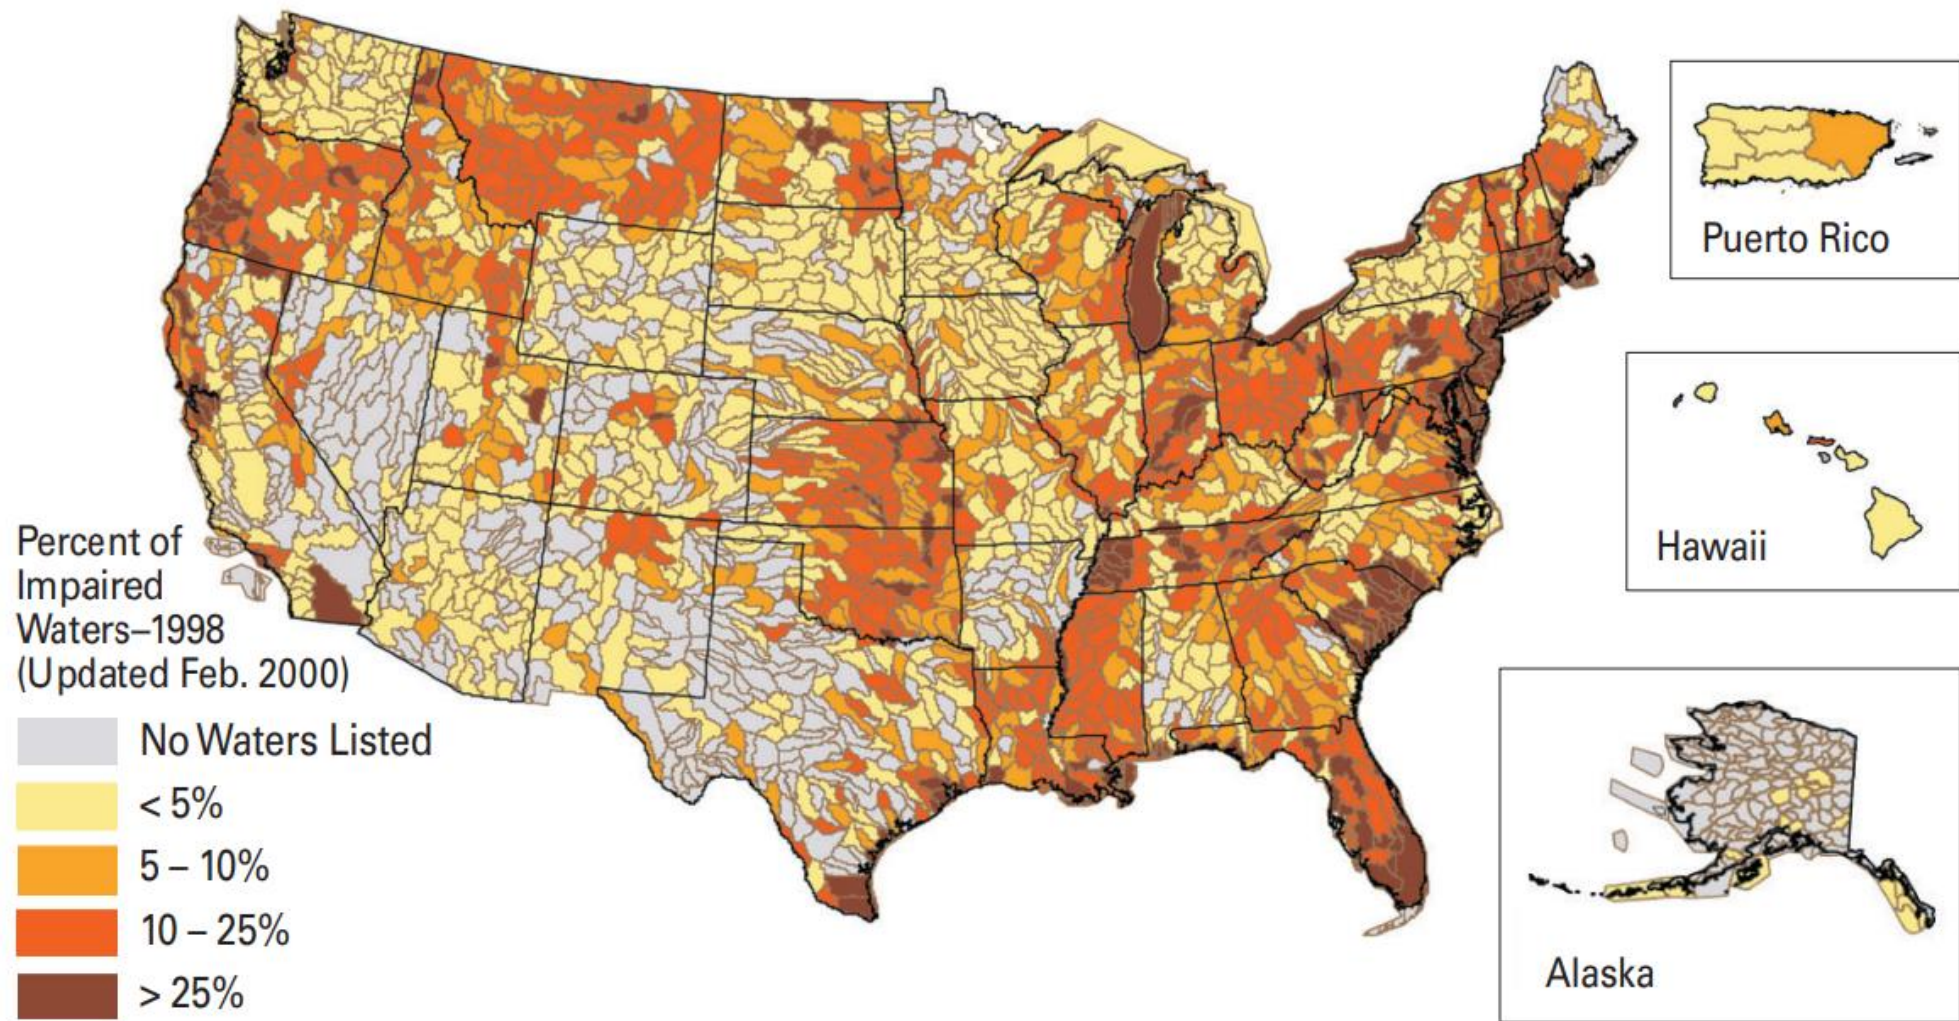 Percent of
Impaired
Waters–1998
(Updated Feb. 2000)
No Waters Listed
< 5%
5 – 10%
10 – 25%
> 25%
Puerto Rico
Hawaii
Alaska